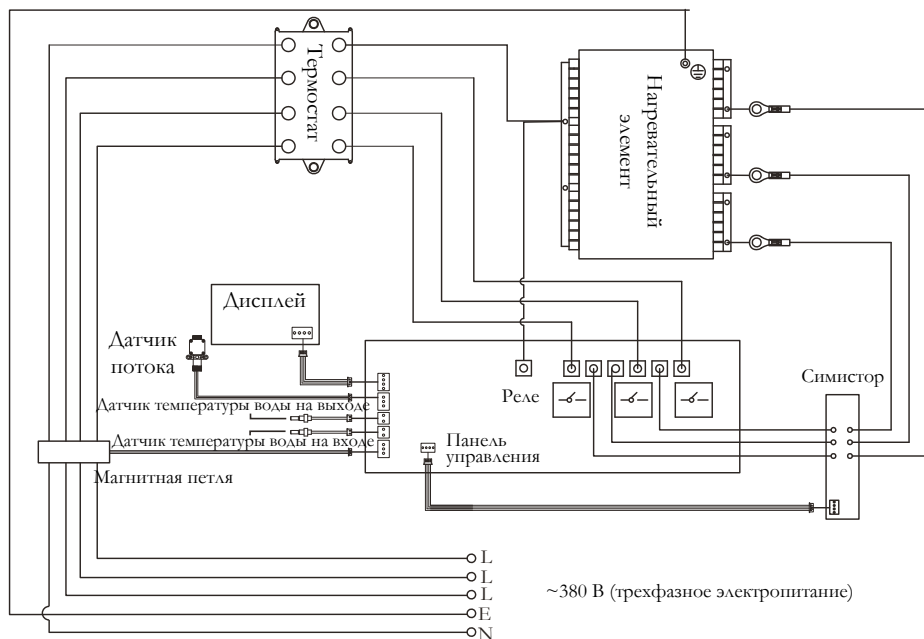 Термостат
Нагревательный
элемент
Дисплей
Датчик
потока
Датчик температуры воды на выходе
Датчик температуры воды на входе
Магнитная петля
Реле
Панель
управления
Симистор
L
L
L
E
N
~380 В (трехфазное электропитание)